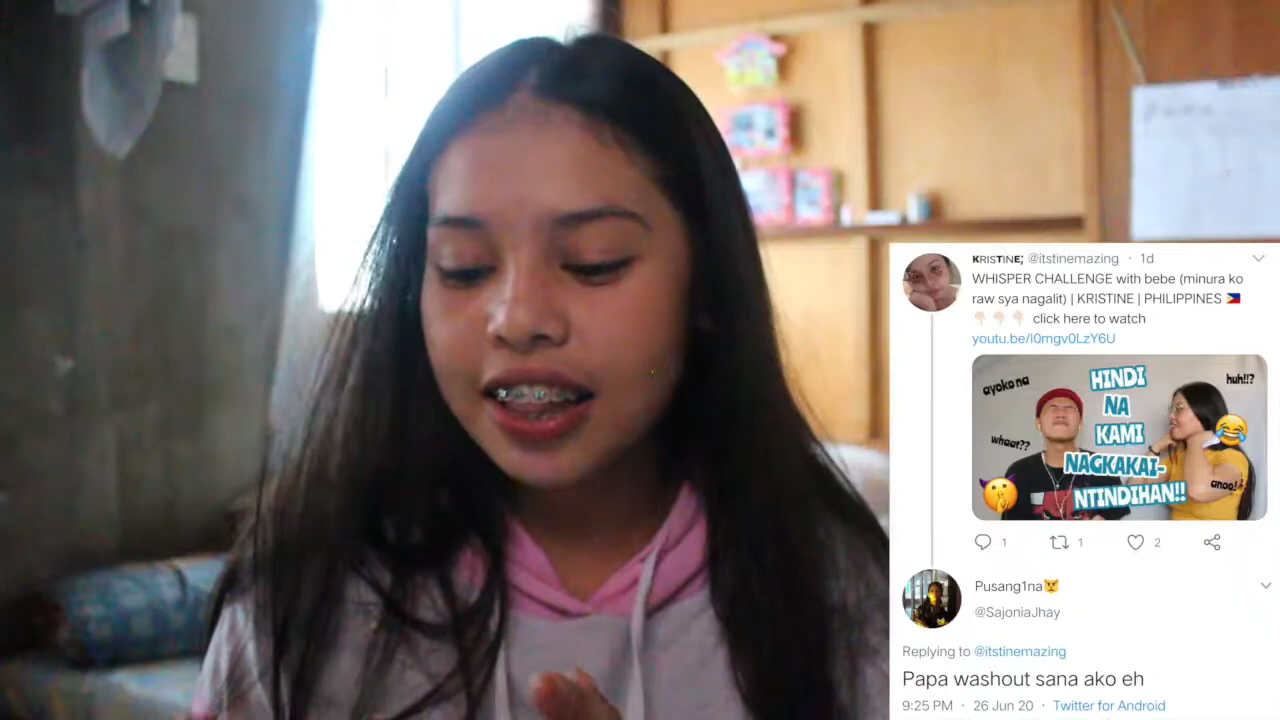 KRISTINE; @itstinemazing · 1d
WHISPER CHALLENGE with bebe (minura ko
raw sya nagalit) | KRISTINE | PHILIPPINES 🇵🇭
👇🏻👇🏻👇🏻 click here to watch
youtu.be/l0mgv0LzY6U
ayoko na
HINDI
NA
KAMI
NAGKAKAI-
NTINDIHAN!!
huh!!?
whaat??
anoo!
1
1
2
Pusang1na😾
@SajoniaJhay
Replying to @itstinemazing
Papa washout sana ako eh
9:25 PM · 26 Jun 20 · Twitter for Android